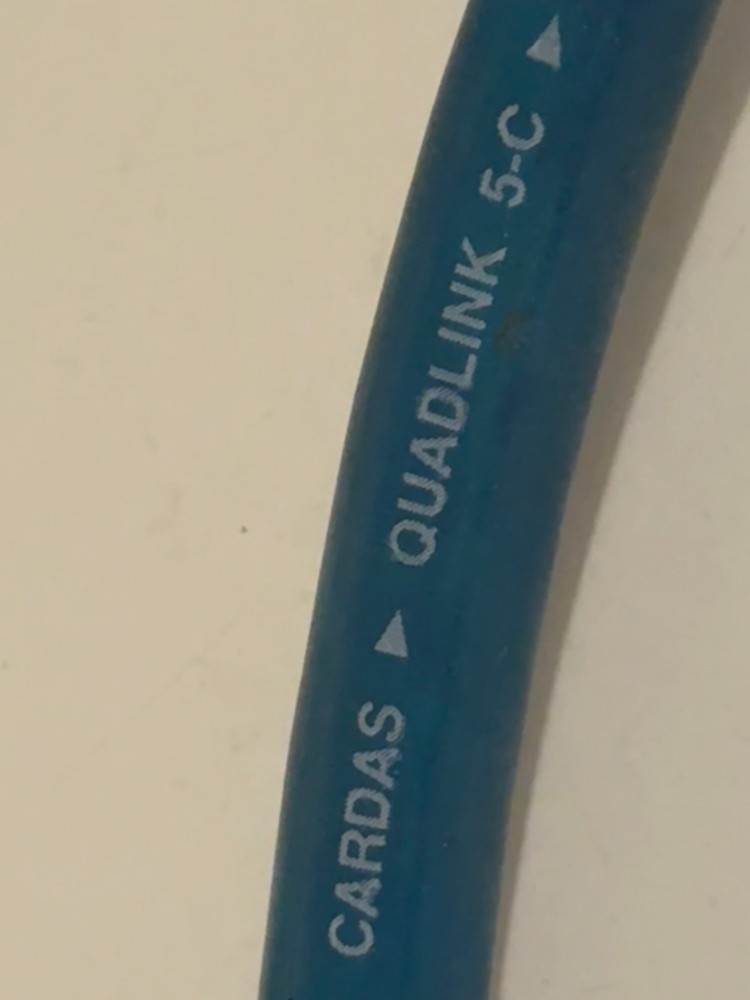 CARDAS ▶ QUADLINK 5-C ▶